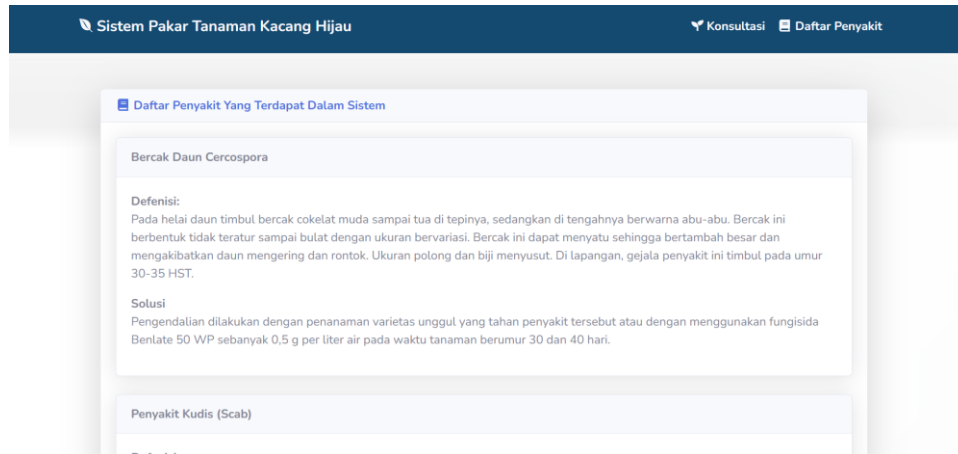 Sistem Pakar Tanaman Kacang Hijau
Konsultasi
Daftar Penyakit
Daftar Penyakit Yang Terdapat Dalam Sistem
Bercak Daun Cercospora
Defenisi:
Pada helai daun timbul bercak cokelat muda sampai tua di tepinya, sedangkan di tengahnya berwarna abu-abu. Bercak ini
berbentuk tidak teratur sampai bulat dengan ukuran bervariasi. Bercak ini dapat menyatu sehingga bertambah besar dan
mengakibatkan daun mengering dan rontok. Ukuran polong dan biji menyusut. Di lapangan, gejala penyakit ini timbul pada umur
30-35 HST.
Solusi
Pengendalian dilakukan dengan penanaman varietas unggul yang tahan penyakit tersebut atau dengan menggunakan fungisida
Benlate 50 WP sebanyak 0,5 g per liter air pada waktu tanaman berumur 30 dan 40 hari.
Penyakit Kudis (Scab)